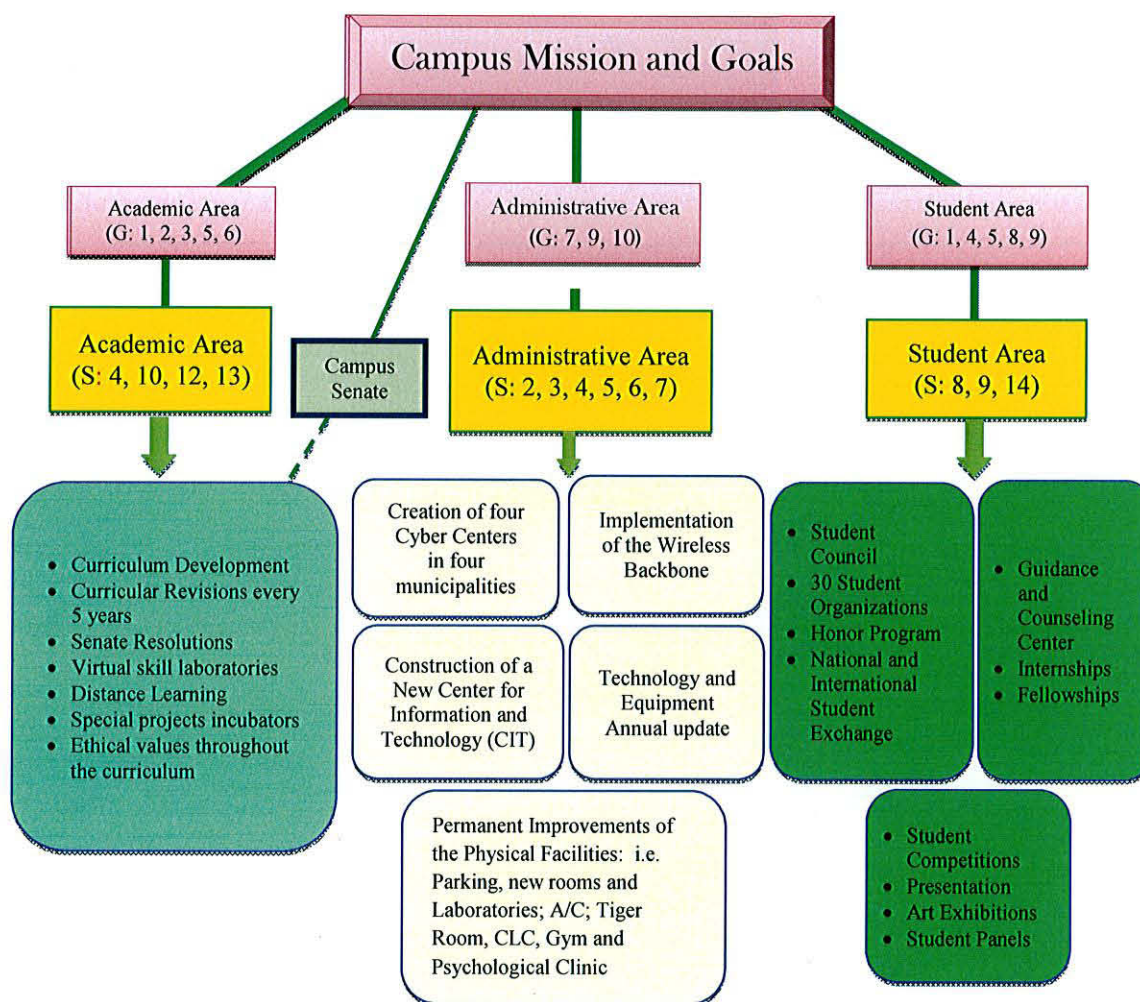 Campus Mission and Goals
Academic Area
(G: 1, 2, 3, 5, 6)
Administrative Area
(G: 7, 9, 10)
Student Area
(G: 1, 4, 5, 8, 9)
Academic Area
(S: 4, 10, 12, 13)
Campus
Senate
Administrative Area
(S: 2, 3, 4, 5, 6, 7)
Student Area
(S: 8, 9, 14)
• Curriculum Development
• Curricular Revisions every
5 years
• Senate Resolutions
• Virtual skill laboratories
• Distance Learning
• Special projects incubators
• Ethical values throughout
the curriculum
Creation of four
Cyber Centers
in four
municipalities
Implementation
of the Wireless
Backbone
Construction of a
New Center for
Information and
Technology (CIT)
Technology and
Equipment
Annual update
Permanent Improvements of
the Physical Facilities: i.e.
Parking, new rooms and
Laboratories; A/C; Tiger
Room, CLC, Gym and
Psychological Clinic
• Student
Council
• 30 Student
Organizations
• Honor Program
• National and
International
Student
Exchange
• Guidance
and
Counseling
Center
• Internships
• Fellowships
• Student
Competitions
• Presentation
• Art Exhibitions
• Student Panels